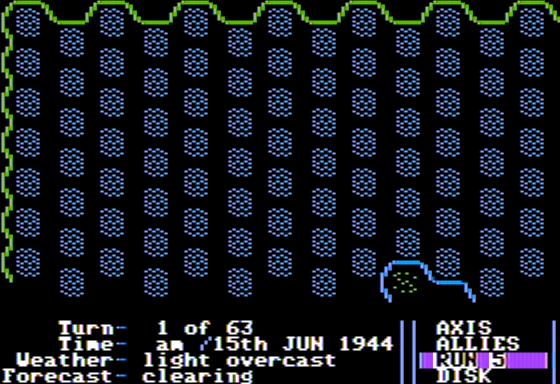 Turn- 1 of 63
Time- am /15th JUN 1944
Weather- light overcast
Forecast- clearing
AXIS
ALLIES
RUN 5
DISK